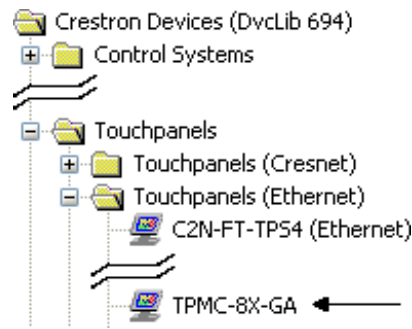 Crestron Devices (DvcLib 694)
Control Systems
Touchpanels
Touchpanels (Cresnet)
Touchpanels (Ethernet)
C2N-FT-TPS4 (Ethernet)
TPMC-8X-GA